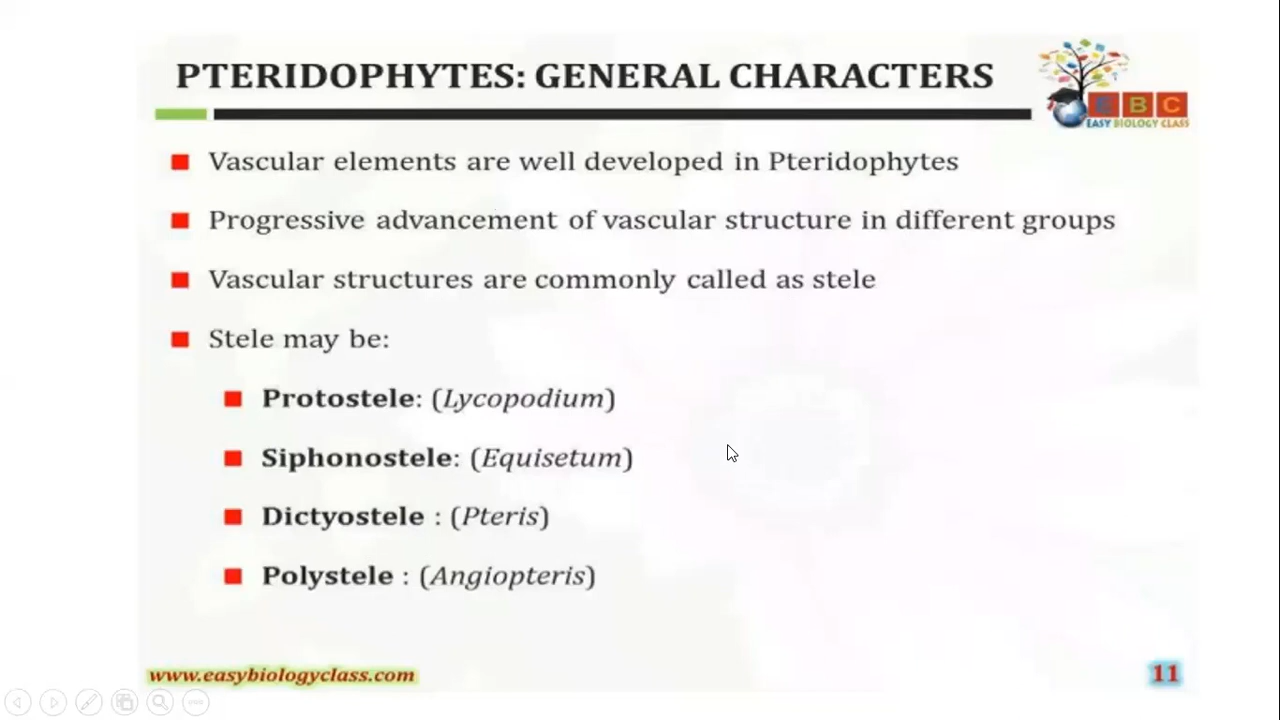 PTERIDOPHYTES: GENERAL CHARACTERS
E B C
EASY BIOLOGY CLASS
Vascular elements are well developed in Pteridophytes
Progressive advancement of vascular structure in different groups
Vascular structures are commonly called as stele
Stele may be:
Protostele: (Lycopodium)
Siphonostele: (Equisetum)
Dictyostele : (Pteris)
Polystele : (Angiopteris)
www.easybiologyclass.com
11